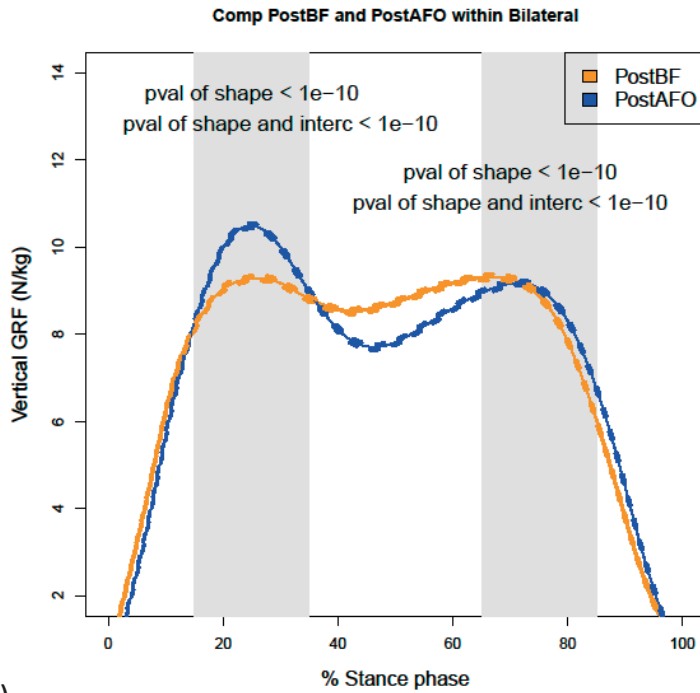 Comp PostBF and PostAFO within Bilateral
PostBF
PostAFO
pval of shape < 1e−10
pval of shape and interc < 1e−10
pval of shape < 1e−10
pval of shape and interc < 1e−10
Vertical GRF (N/kg)
14
12
10
8
6
4
2
0 20 40 60 80 100
% Stance phase
)